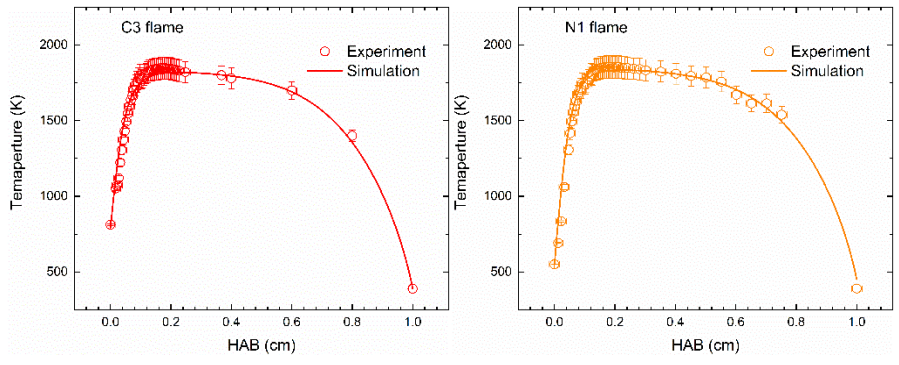 C3 flame
Experiment
Simulation
2000
1500
1000
500
Temaperture (K)
0.0 0.2 0.4 0.6 0.8 1.0
HAB (cm)
N1 flame
Experiment
Simulation
2000
1500
1000
500
Temaperture (K)
0.0 0.2 0.4 0.6 0.8 1.0
HAB (cm)